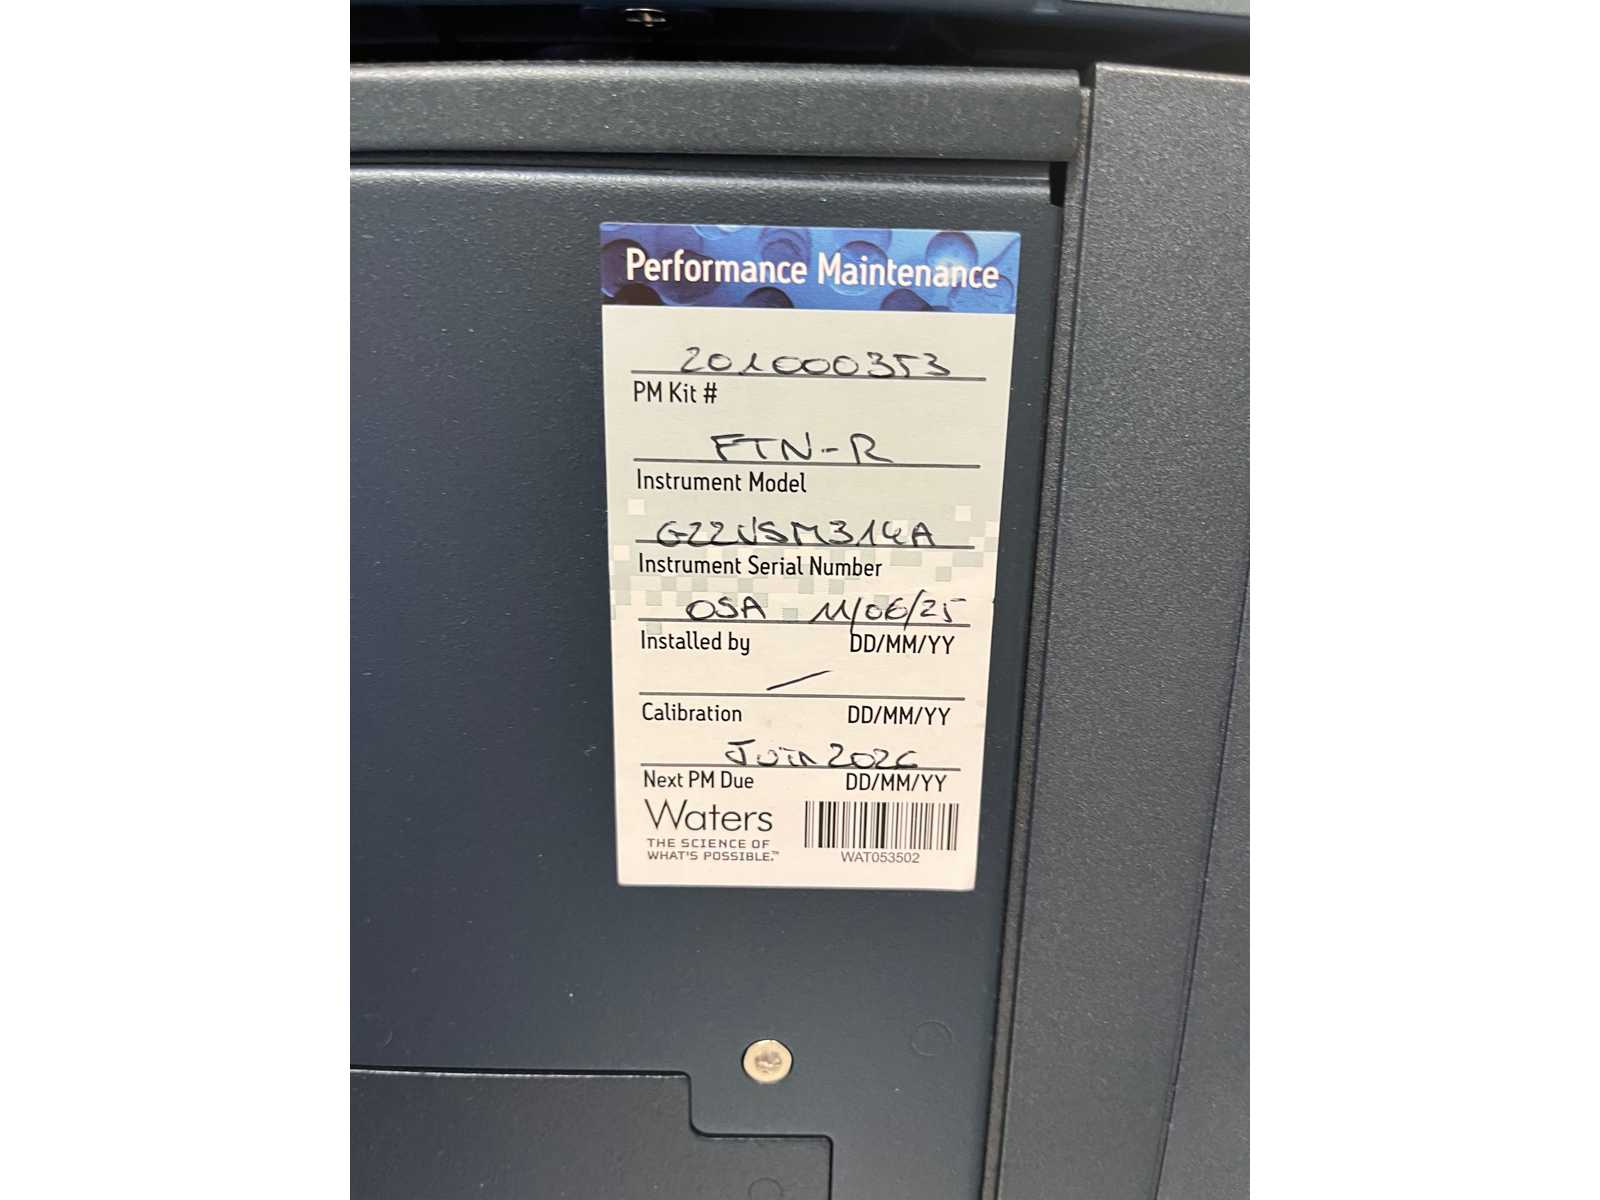 Performance Maintenance
201000353
PM Kit #
FTN-R
Instrument Model
G22VSM314A
Instrument Serial Number
OSA 11/06/25
Installed by DD/MM/YY
/
Calibration DD/MM/YY
Juin 2026
Next PM Due DD/MM/YY
Waters
THE SCIENCE OF
WHAT'S POSSIBLE.™
WAT053502